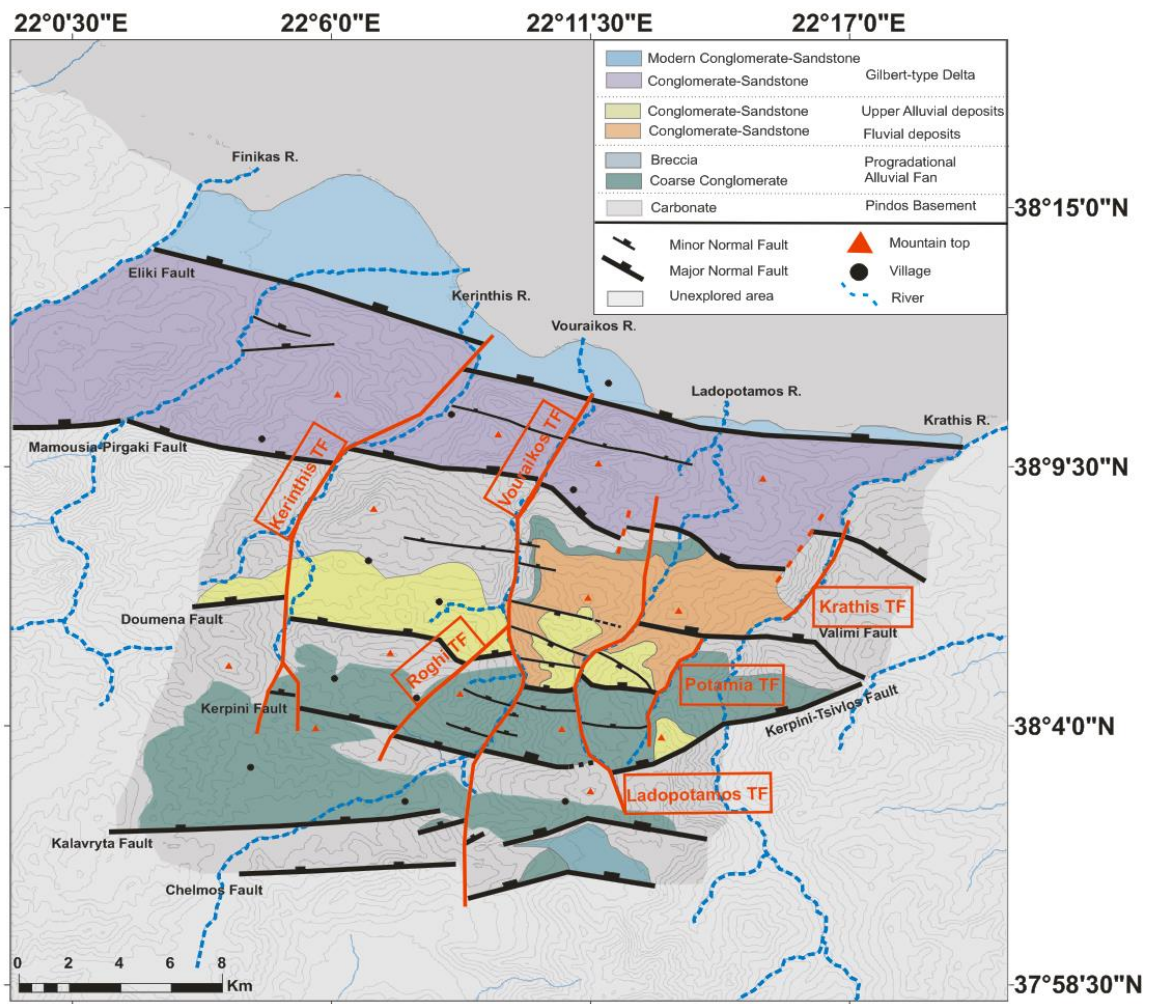 22°0'30"E
22°6'0"E
22°11'30"E
22°17'0"E
Modern Conglomerate-Sandstone
Conglomerate-Sandstone
Gilbert-type Delta
Conglomerate-Sandstone
Upper Alluvial deposits
Conglomerate-Sandstone
Fluvial deposits
Breccia
Coarse Conglomerate
Progradational
Alluvial Fan
Carbonate
Pindos Basement
Minor Normal Fault
Mountain top
Major Normal Fault
Village
Unexplored area
River
38°15'0"N
38°9'30"N
38°4'0"N
37°58'30"N
Finikas R.
Eliki Fault
Kerinthis R.
Vouraikos R.
Ladopotamos R.
Krathis R.
Mamousia-Pirgaki Fault
Kerinthis TF
Vouraikos TF
Doumena Fault
Krathis TF
Valimi Fault
Roghi TF
Potamia TF
Kerpini Fault
Kerpini-Tsivlos Fault
Ladopotamos TF
Kalavryta Fault
Chelmos Fault
0 2 4 6 8
Km